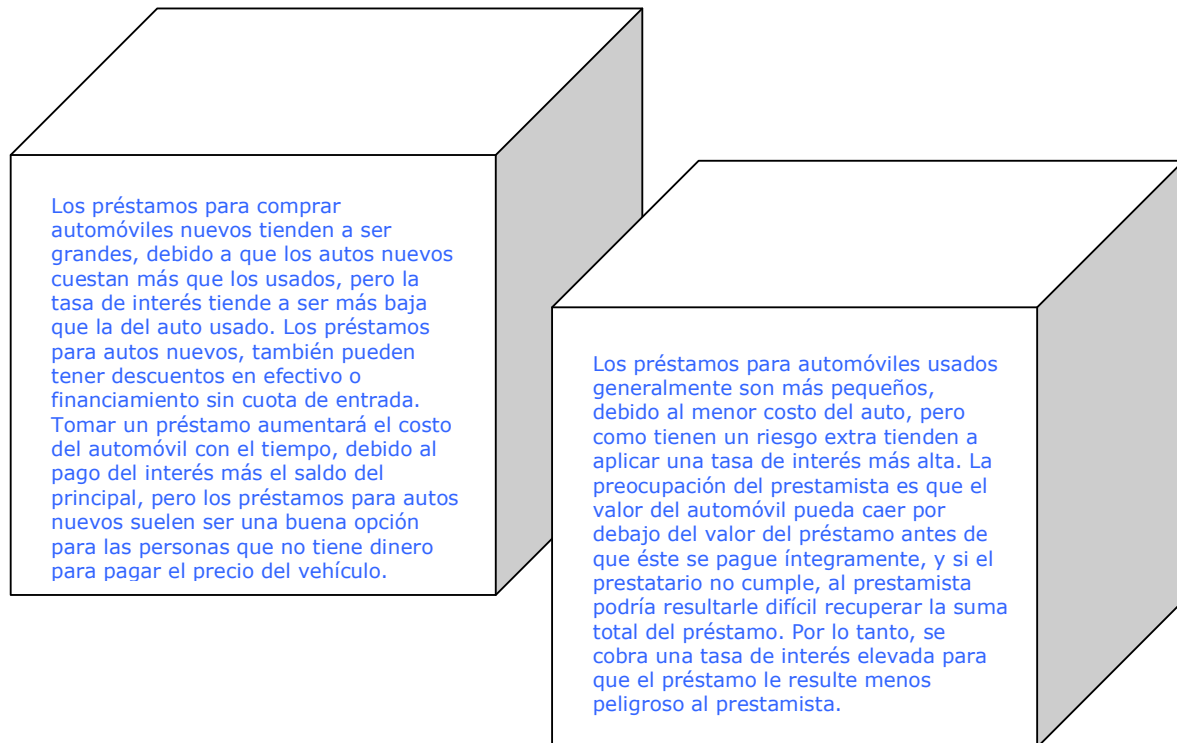 Los préstamos para comprar
automóviles nuevos tienden a ser
grandes, debido a que los autos nuevos
cuestan más que los usados, pero la
tasa de interés tiende a ser más baja
que la del auto usado. Los préstamos
para autos nuevos, también pueden
tener descuentos en efectivo o
financiamiento sin cuota de entrada.
Tomar un préstamo aumentará el costo
del automóvil con el tiempo, debido al
pago del interés más el saldo del
principal, pero los préstamos para autos
nuevos suelen ser una buena opción
para las personas que no tiene dinero
para pagar el precio del vehículo.
Los préstamos para automóviles usados
generalmente son más pequeños,
debido al menor costo del auto, pero
como tienen un riesgo extra tienden a
aplicar una tasa de interés más alta. La
preocupación del prestamista es que el
valor del automóvil pueda caer por
debajo del valor del préstamo antes de
que éste se pague íntegramente, y si el
prestatario no cumple, al prestamista
podría resultarle difícil recuperar la suma
total del préstamo. Por lo tanto, se
cobra una tasa de interés elevada para
que el préstamo le resulte menos
peligroso al prestamista.